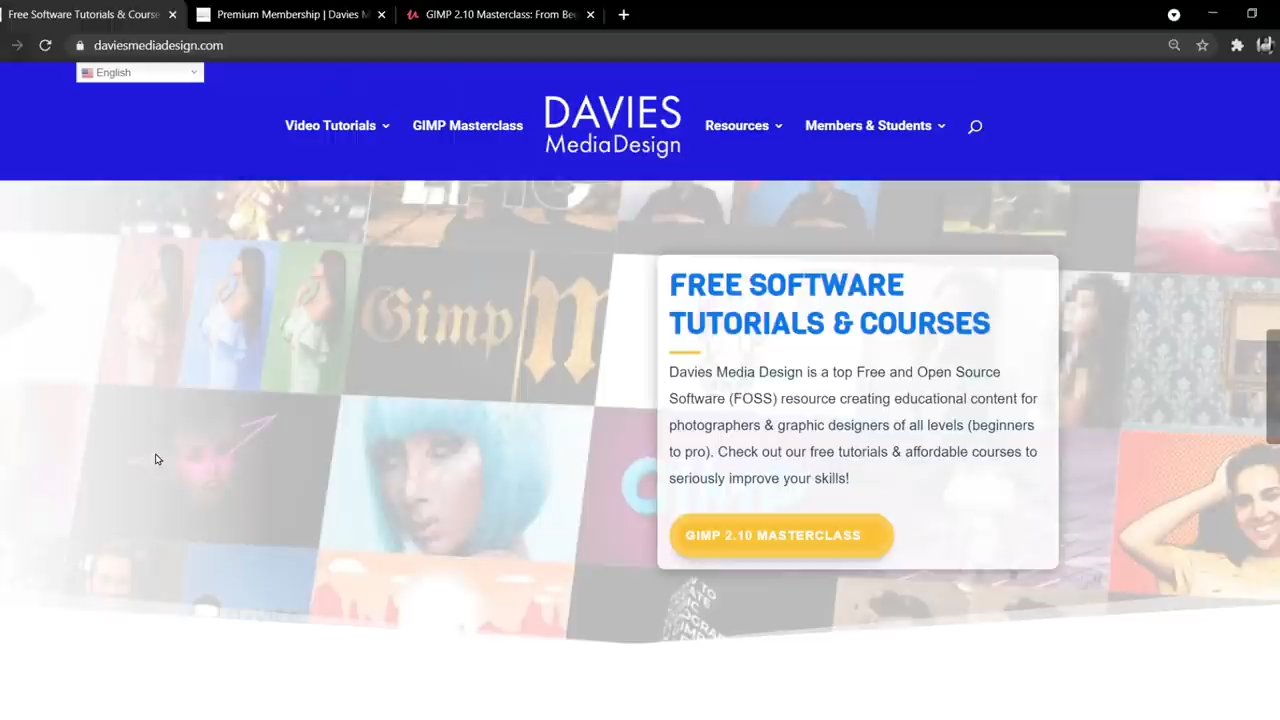 Free Software Tutorials & Course
Premium Membership | Davies M
GIMP 2.10 Masterclass: From Be
daviesmediadesign.com
English
Video Tutorials
GIMP Masterclass
DAVIES
MediaDesign
Resources
Members & Students
Gimp
FREE SOFTWARE
TUTORIALS & COURSES
Davies Media Design is a top Free and Open Source
Software (FOSS) resource creating educational content for
photographers & graphic designers of all levels (beginners
to pro). Check out our free tutorials & affordable courses to
seriously improve your skills!
GIMP 2.10 MASTERCLASS